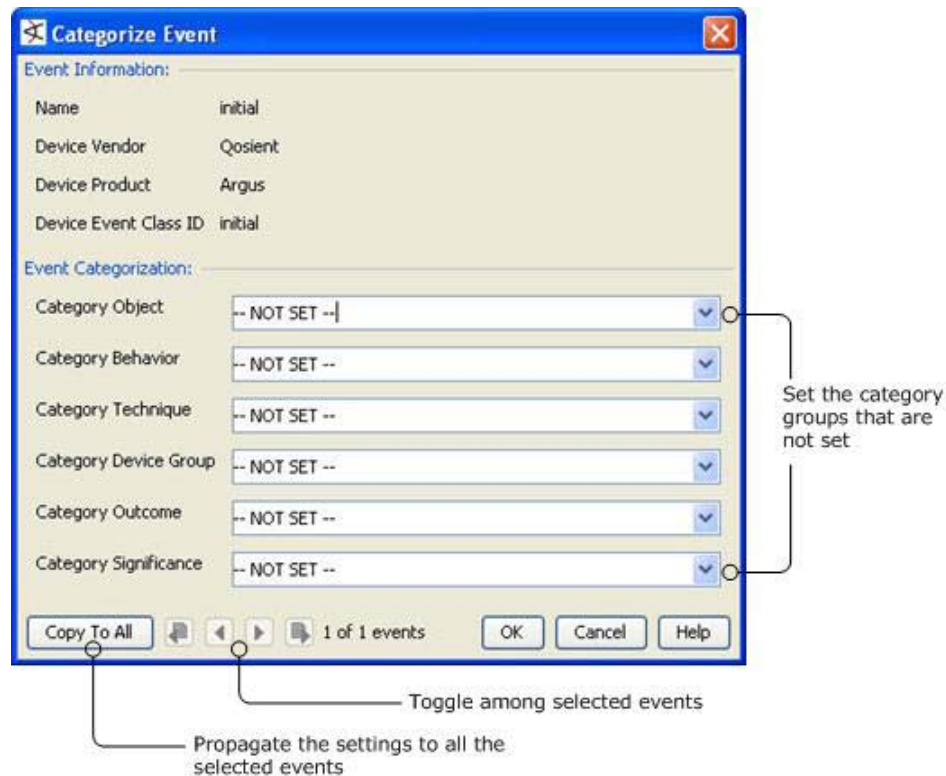 Categorize Event
Event Information:
Name initial
Device Vendor Qosient
Device Product Argus
Device Event Class ID initial
Event Categorization:
Category Object -- NOT SET --
Category Behavior -- NOT SET --
Category Technique -- NOT SET --
Category Device Group -- NOT SET --
Category Outcome -- NOT SET --
Category Significance -- NOT SET --
Set the category
groups that are
not set
Copy To All 1 of 1 events OK Cancel Help
Toggle among selected events
Propagate the settings to all the
selected events